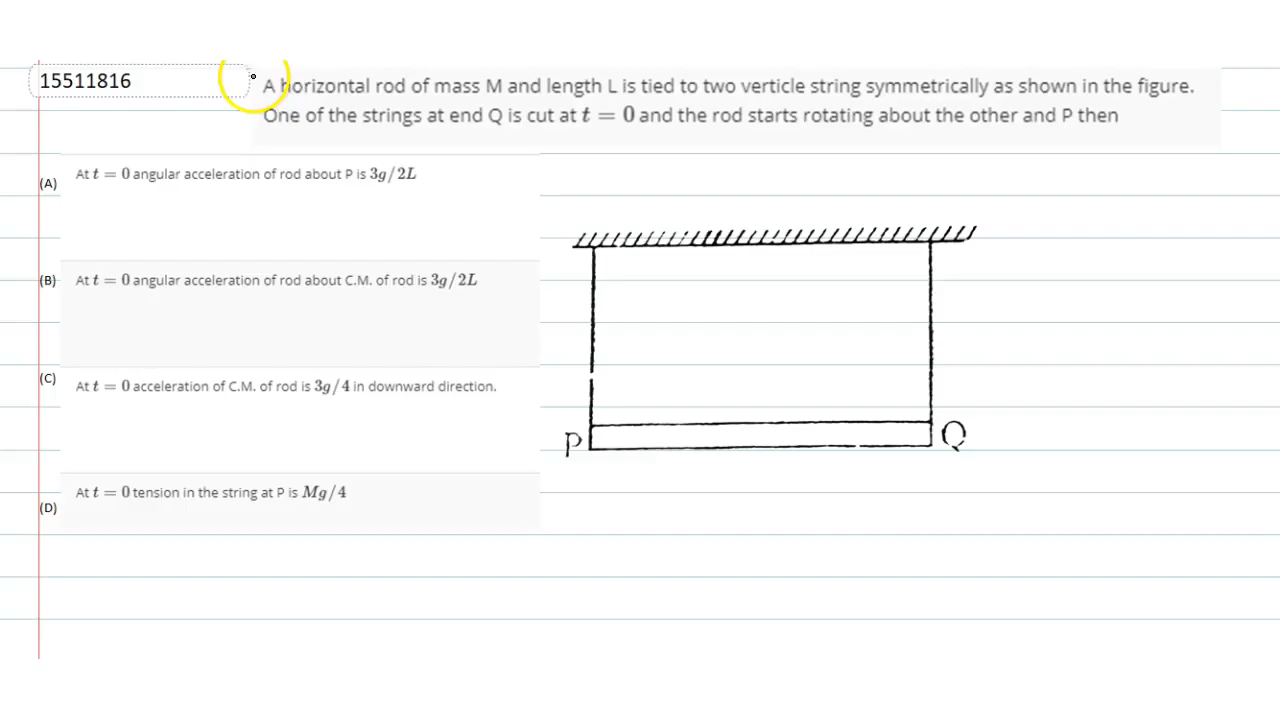 15511816
A horizontal rod of mass M and length L is tied to two verticle string symmetrically as shown in the figure.
One of the strings at end Q is cut at t = 0 and the rod starts rotating about the other and P then
(A) At t = 0 angular acceleration of rod about P is 3g/2L
(B) At t = 0 angular acceleration of rod about C.M. of rod is 3g/2L
(C) At t = 0 acceleration of C.M. of rod is 3g/4 in downward direction.
(D) At t = 0 tension in the string at P is Mg/4
P
Q